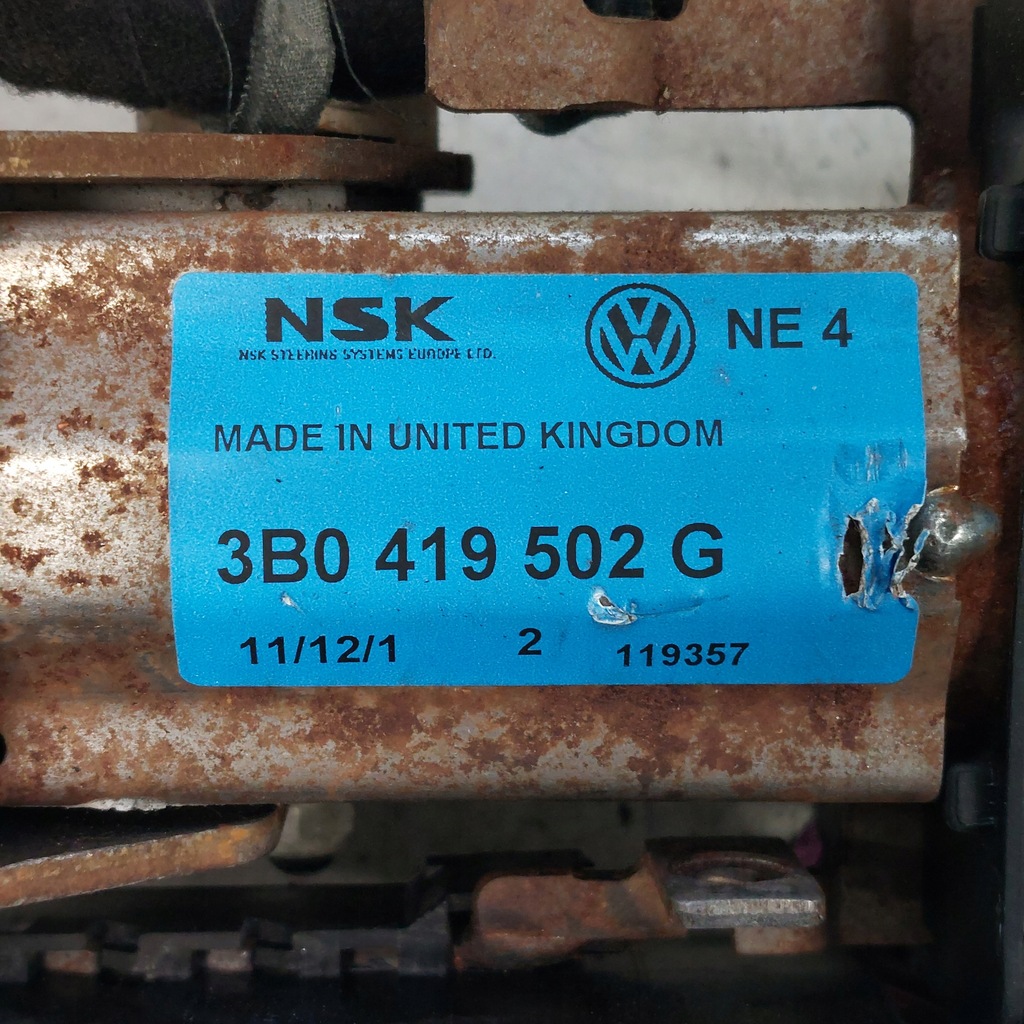 NSK
NSK STEERING SYSTEMS EUROPE LTD.
VW NE 4
MADE IN UNITED KINGDOM
3B0 419 502 G
11/12/1 2 119357